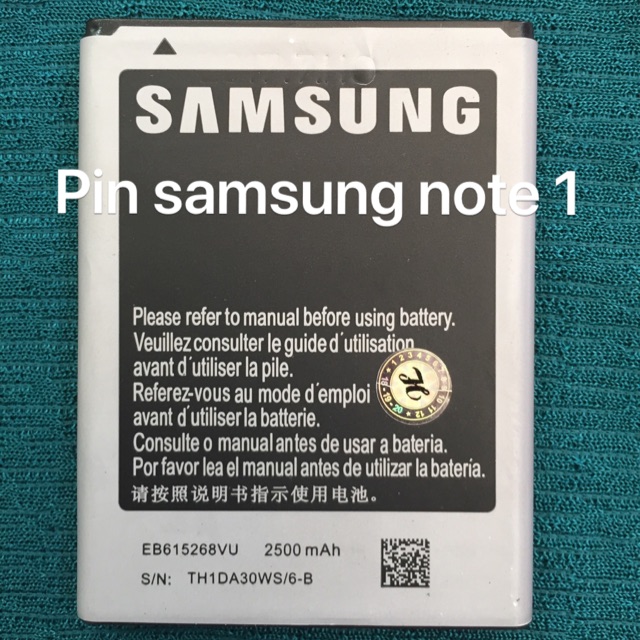 SAMSUNG
Pin samsung note 1
Please refer to manual before using battery.
Veuillez consulter le guide d´utilisation
avant d´utiliser la pile.
Referez-vous au mode d´emploi
avant d´utiliser la batterie.
Consulte o manual antes de usar a bateria.
Por favor lea el manual antes de utilizar la batería.
请按照说明书指示使用电池。
EB615268VU 2500 mAh
S/N: TH1DA30WS/6-B